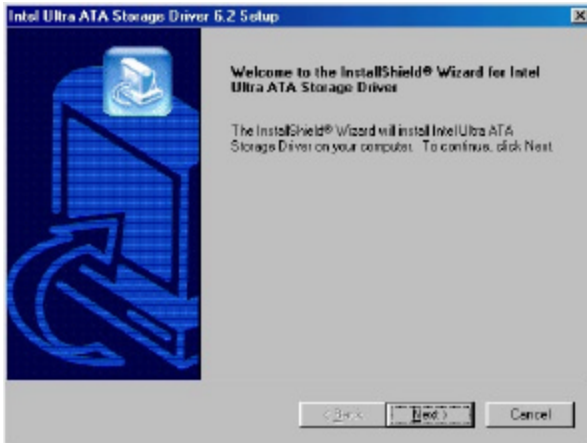 Intel Ultra ATA Storage Driver 6.2 Setup
Welcome to the InstallShield® Wizard for Intel
Ultra ATA Storage Driver
The InstallShield® Wizard will install Intel Ultra ATA
Storage Driver on your computer. To continue, click Next
< Back
Next >
Cancel